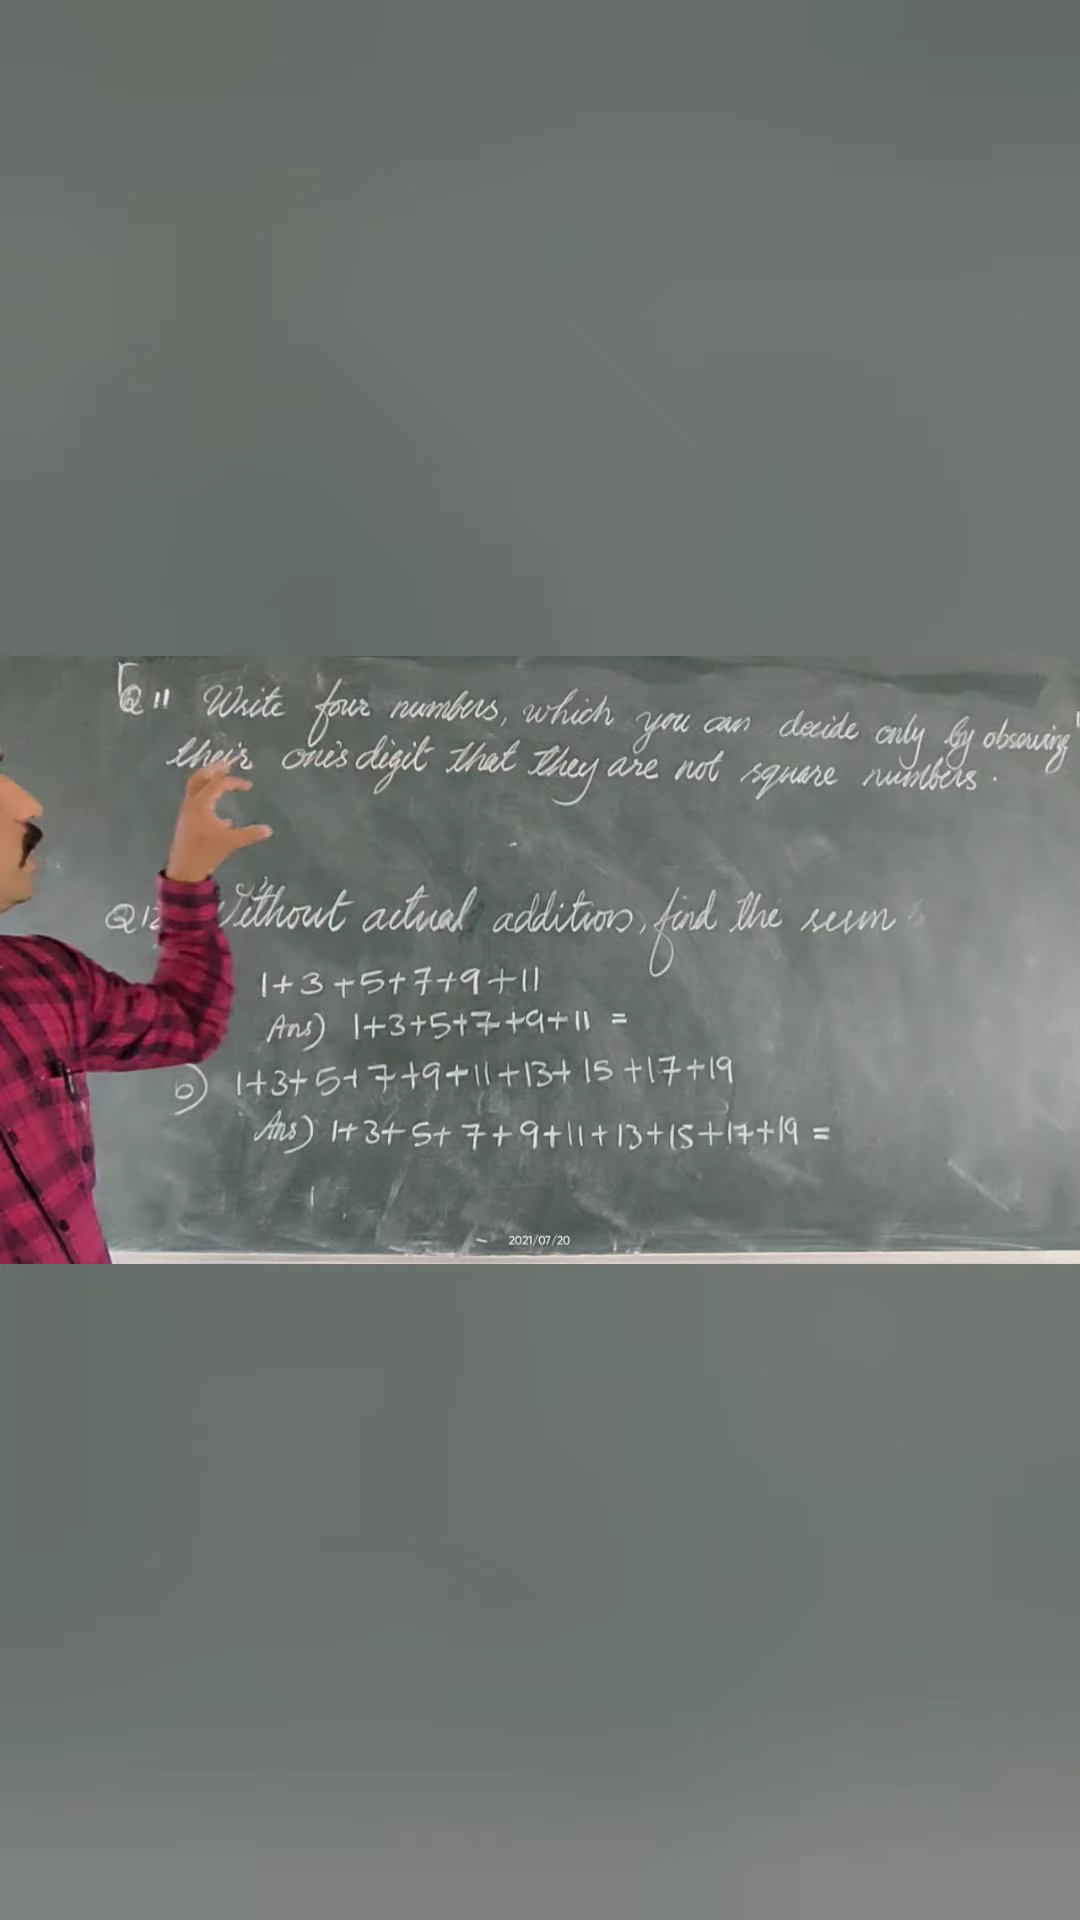 Q11 Write four numbers, which you can decide only by observing
their one's digit that they are not square numbers.
Without actual addition, find the sum
1+3+5+7+9+11
Ans) 1+3+5+7+9+11 =
b) 1+3+5+7+9+11+13+15+17+19
Ans) 1+3+5+7+9+11+13+15+17+19 =
2021/07/20